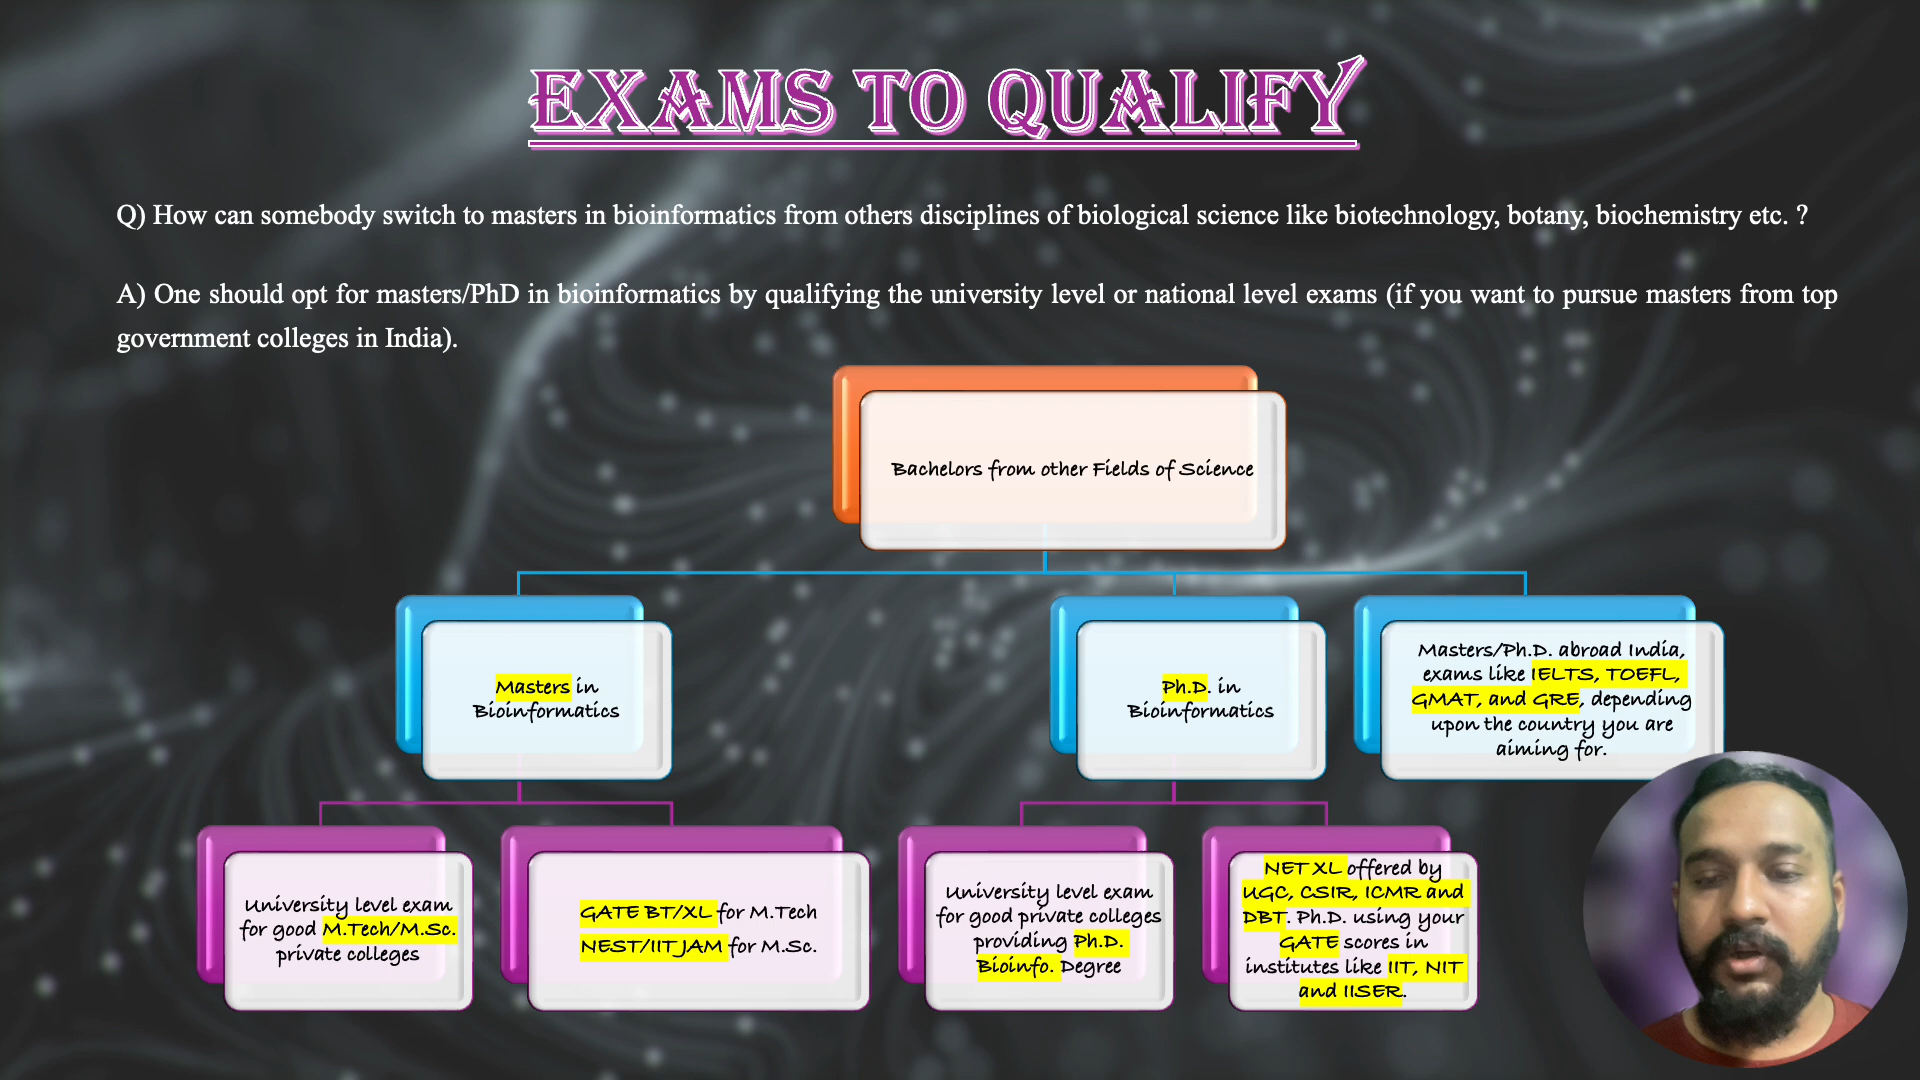 EXAMS TO QUALIFY
Q) How can somebody switch to masters in bioinformatics from others disciplines of biological science like biotechnology, botany, biochemistry etc. ?
A) One should opt for masters/PhD in bioinformatics by qualifying the university level or national level exams (if you want to pursue masters from top
government colleges in India).
Bachelors from other Fields of Science
Masters in
Bioinformatics
Ph.D. in
Bioinformatics
Masters/Ph.D. abroad India,
exams like IELTS, TOEFL,
GMAT, and GRE, depending
upon the country you are
aiming for.
University level exam
for good M.Tech/M.Sc.
private colleges
GATE BT/XL for M.Tech
NEST/IIT JAM for M.Sc.
University level exam
for good private colleges
providing Ph.D.
Bioinfo. Degree
NET XL offered by
UGC, CSIR, ICMR and
DBT. Ph.D. using your
GATE scores in
institutes like IIT, NIT
and IISER.